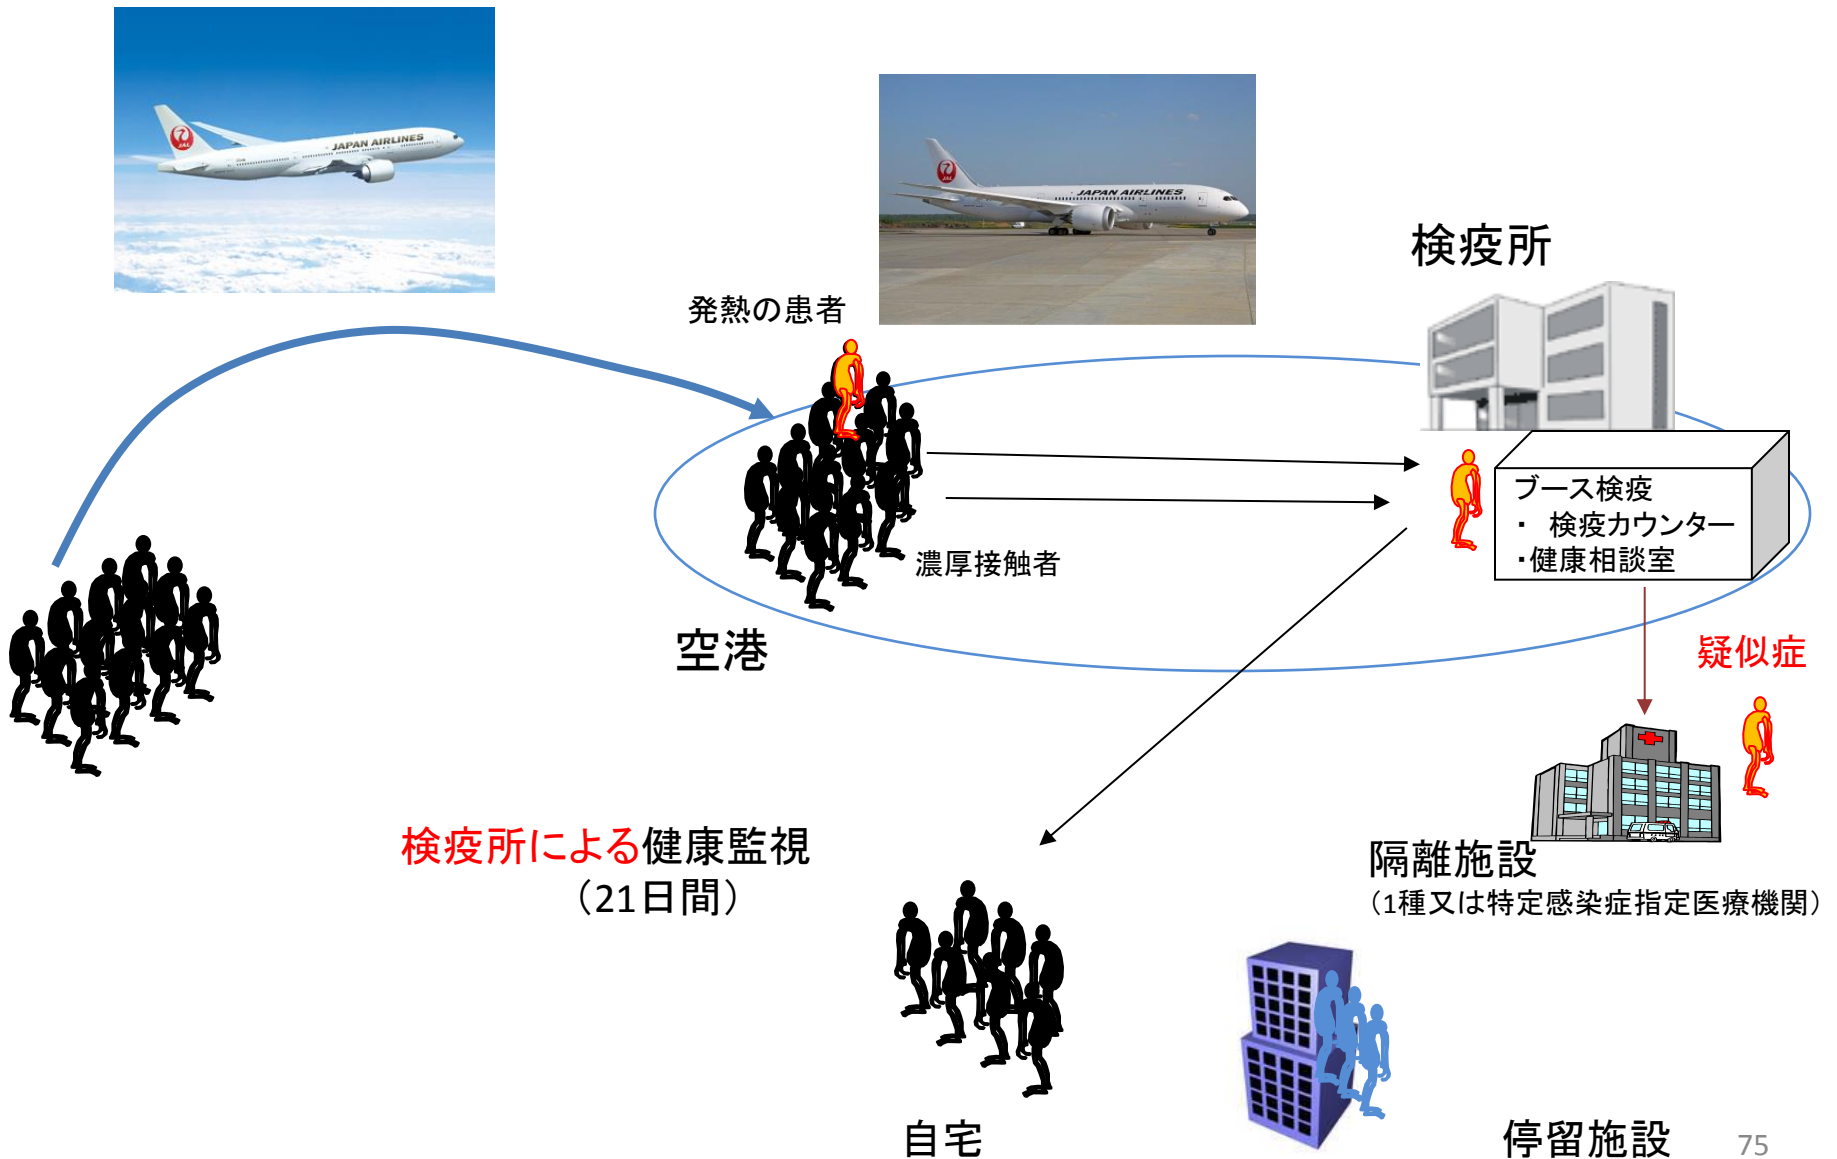 JAPAN AIRLINES
JAL
JAPAN AIRLINES
JAL
検疫所
発熱の患者
ブース検疫
・ 検疫カウンター
・健康相談室
濃厚接触者
空港
疑似症
検疫所による健康監視
（21日間）
隔離施設
（1種又は特定感染症指定医療機関）
自宅
停留施設
75